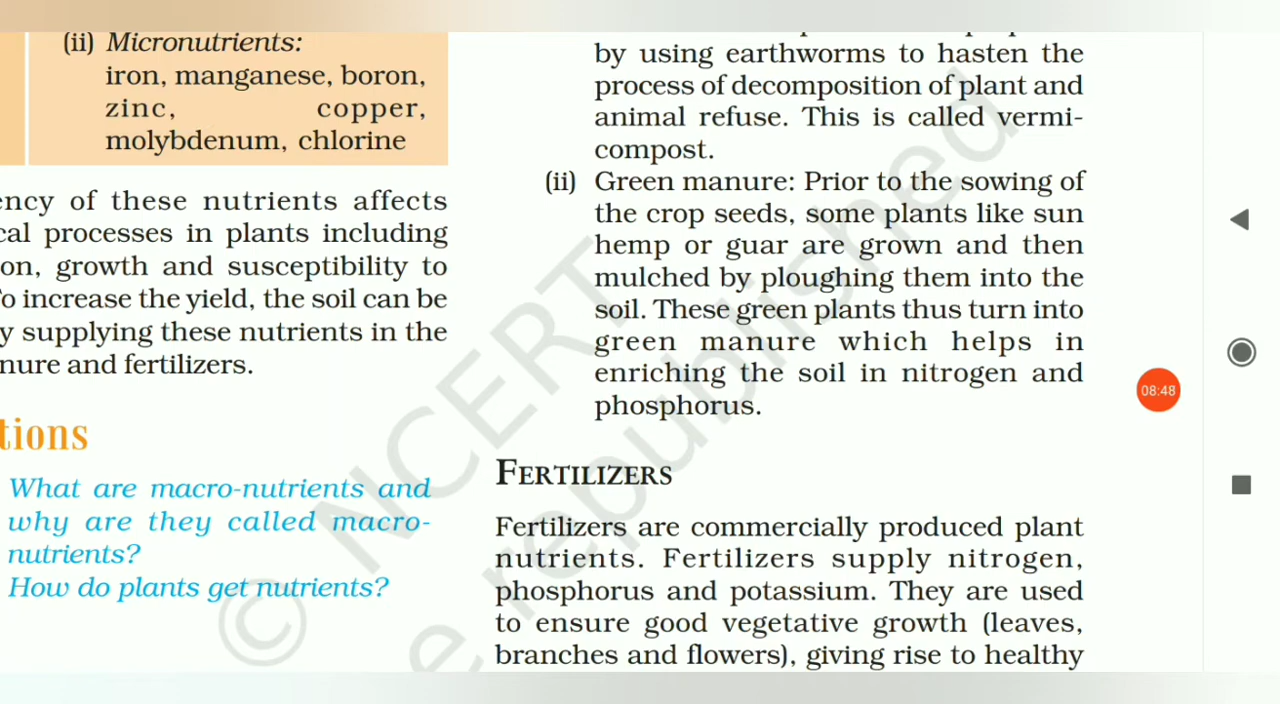 (ii) Micronutrients:
iron, manganese, boron,
zinc, copper,
molybdenum, chlorine
ency of these nutrients affects
cal processes in plants including
on, growth and susceptibility to
To increase the yield, the soil can be
y supplying these nutrients in the
nure and fertilizers.
tions
What are macro-nutrients and
why are they called macro-
nutrients?
How do plants get nutrients?
by using earthworms to hasten the
process of decomposition of plant and
animal refuse. This is called vermi-
compost.
(ii) Green manure: Prior to the sowing of
the crop seeds, some plants like sun
hemp or guar are grown and then
mulched by ploughing them into the
soil. These green plants thus turn into
green manure which helps in
enriching the soil in nitrogen and
phosphorus.
FERTILIZERS
Fertilizers are commercially produced plant
nutrients. Fertilizers supply nitrogen,
phosphorus and potassium. They are used
to ensure good vegetative growth (leaves,
branches and flowers), giving rise to healthy
© NCERT
e republished
08:48